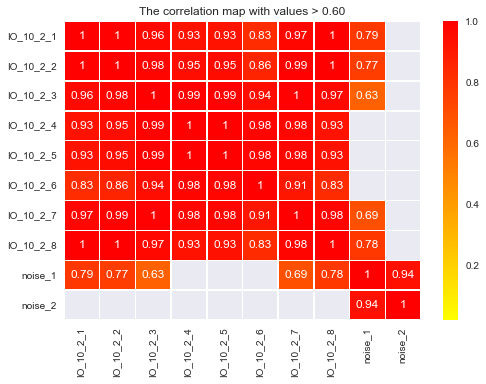 The correlation map with values > 0.60
IO_10_2_1 1 1 0.96 0.93 0.93 0.83 0.97 1 0.79
IO_10_2_2 1 1 0.98 0.95 0.95 0.86 0.99 1 0.77
IO_10_2_3 0.96 0.98 1 0.99 0.99 0.94 1 0.97 0.63
IO_10_2_4 0.93 0.95 0.99 1 1 0.98 0.98 0.93
IO_10_2_5 0.93 0.95 0.99 1 1 0.98 0.98 0.93
IO_10_2_6 0.83 0.86 0.94 0.98 0.98 1 0.91 0.83
IO_10_2_7 0.97 0.99 1 0.98 0.98 0.91 1 0.98 0.69
IO_10_2_8 1 1 0.97 0.93 0.93 0.83 0.98 1 0.78
noise_1 0.79 0.77 0.63 0.69 0.78 1 0.94
noise_2 0.94 1
IO_10_2_1 IO_10_2_2 IO_10_2_3 IO_10_2_4 IO_10_2_5 IO_10_2_6 IO_10_2_7 IO_10_2_8 noise_1 noise_2
1.0
0.8
0.6
0.4
0.2